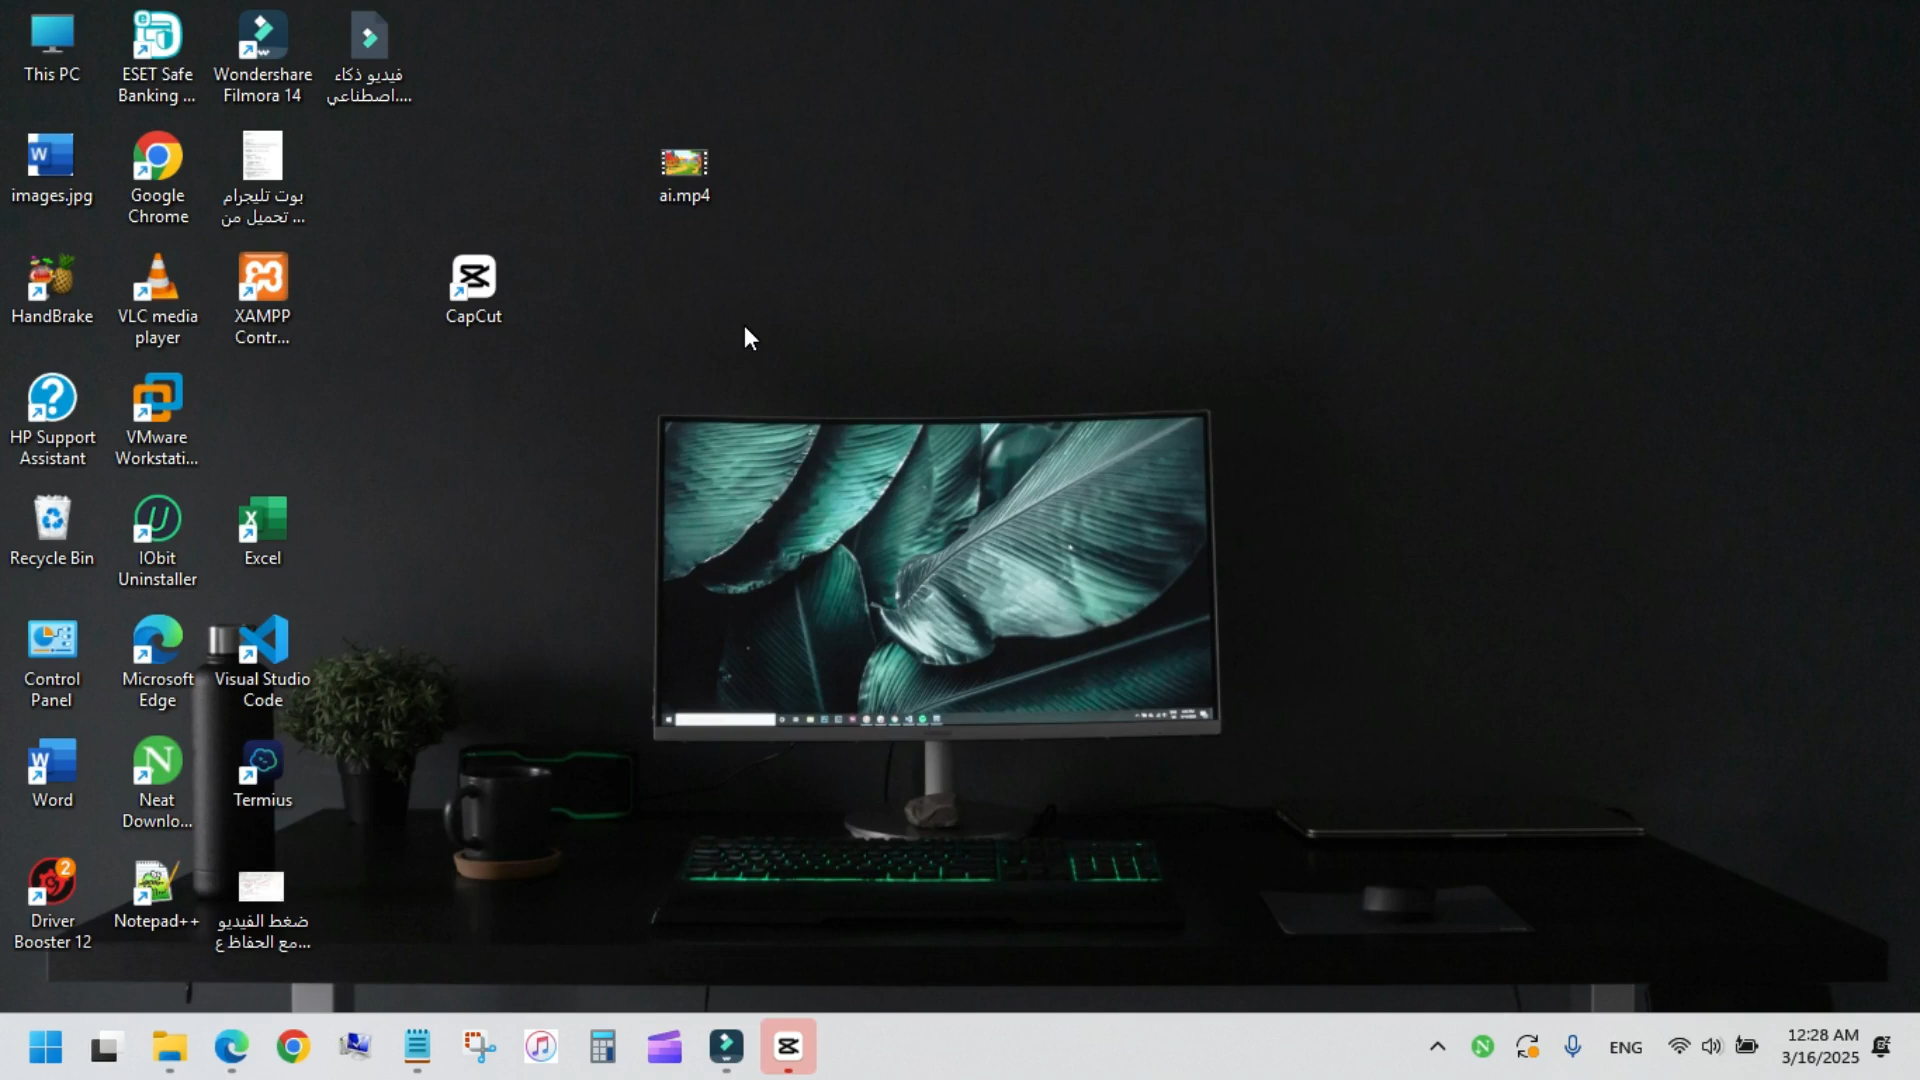 This PC
ESET Safe
Banking ...
Wondershare
Filmora 14
فيديو ذكاء
اصطناعي....
images.jpg
Google
Chrome
بوت تليجرام
تحميل من ...
ai.mp4
HandBrake
VLC media
player
XAMPP
Contr...
CapCut
HP Support
Assistant
VMware
Workstati...
Recycle Bin
IObit
Uninstaller
Excel
Control
Panel
Microsoft
Edge
Visual Studio
Code
Word
Neat
Downlo...
Termius
2
Driver
Booster 12
Notepad++
ضغط الفيديو
مع الحفاظ ع...
ENG
12:28 AM
3/16/2025